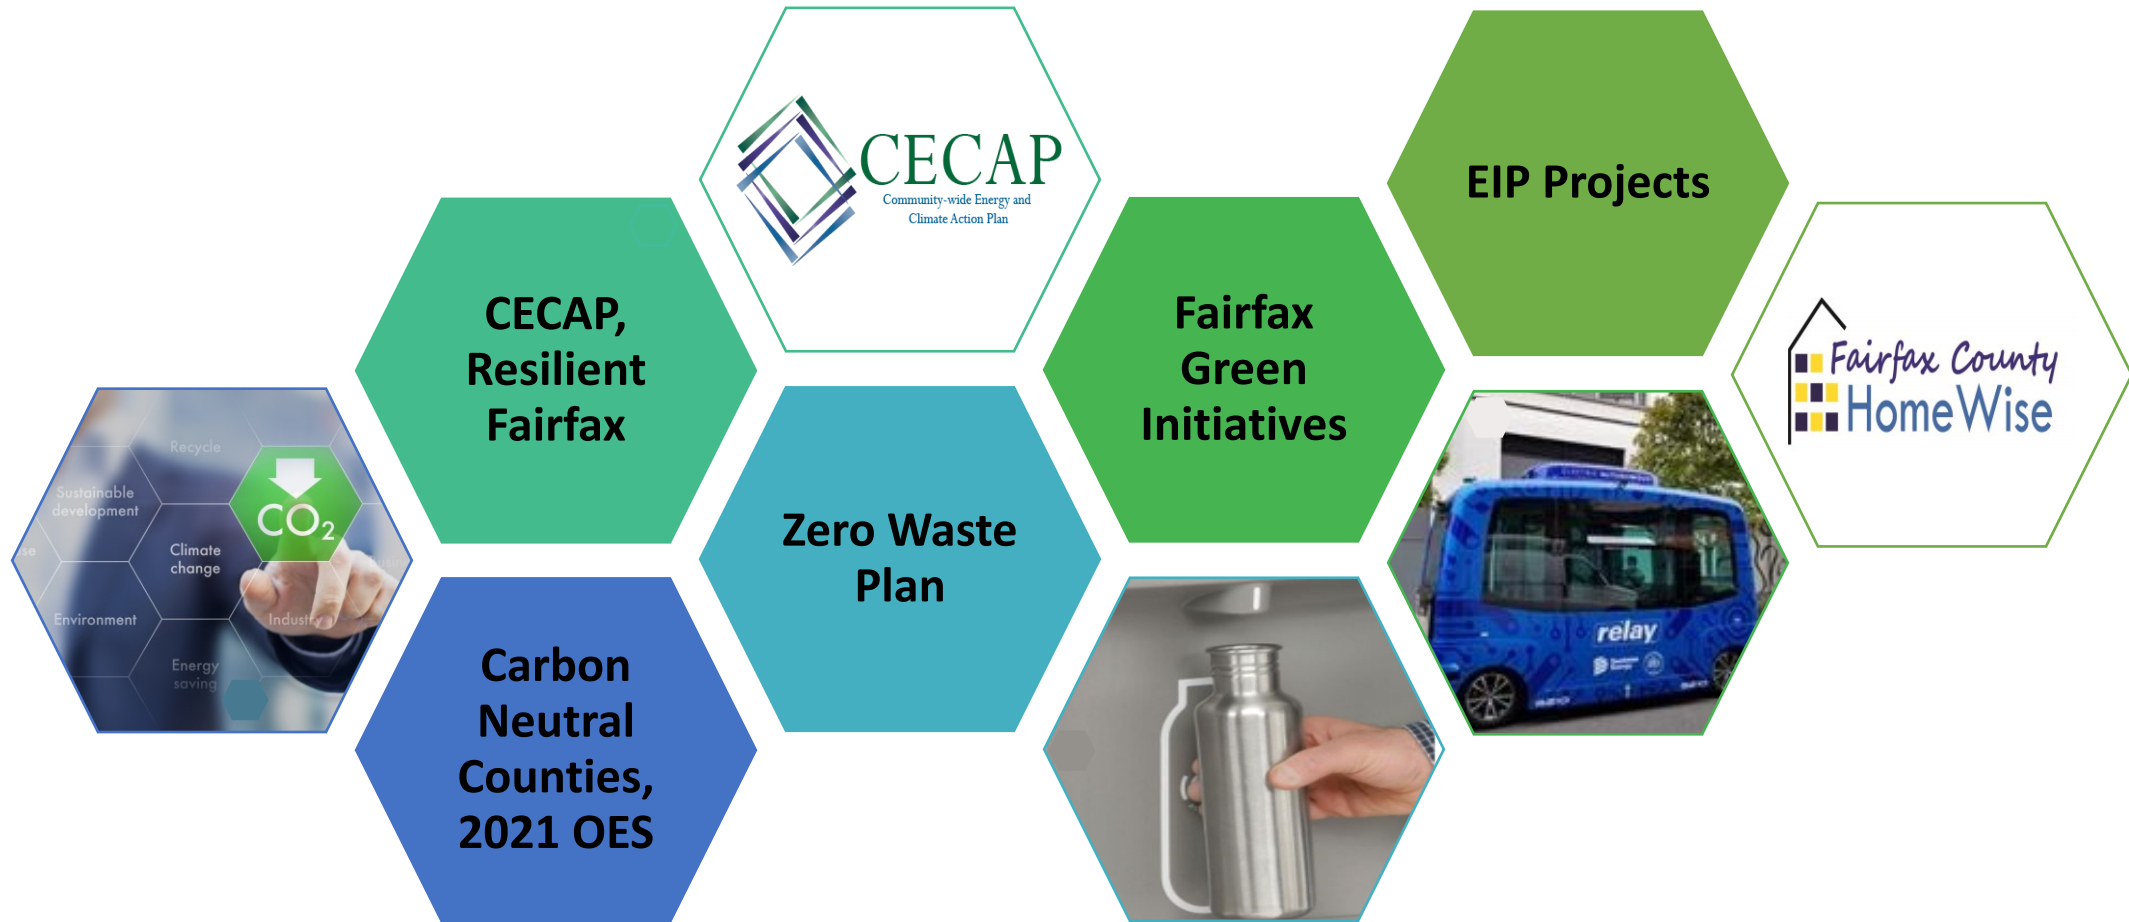 CECAP
Community-wide Energy and
Climate Action Plan
EIP Projects
CECAP,
Resilient
Fairfax
Fairfax
Green
Initiatives
Fairfax County
HomeWise
Recycle
Sustainable
development
CO₂
Climate
change
Environment
Industry
Energy
saving
Zero Waste
Plan
relay
Carbon
Neutral
Counties,
2021 OES